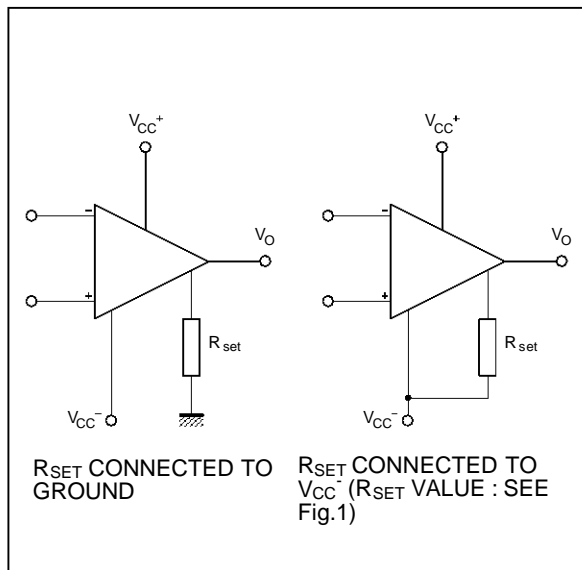 VCC+
VCC+
−
VO
−
VO
+
+
Rset
Rset
VCC−
VCC−
RSET CONNECTED TO
GROUND
RSET CONNECTED TO
VCC- (RSET VALUE : SEE
Fig.1)